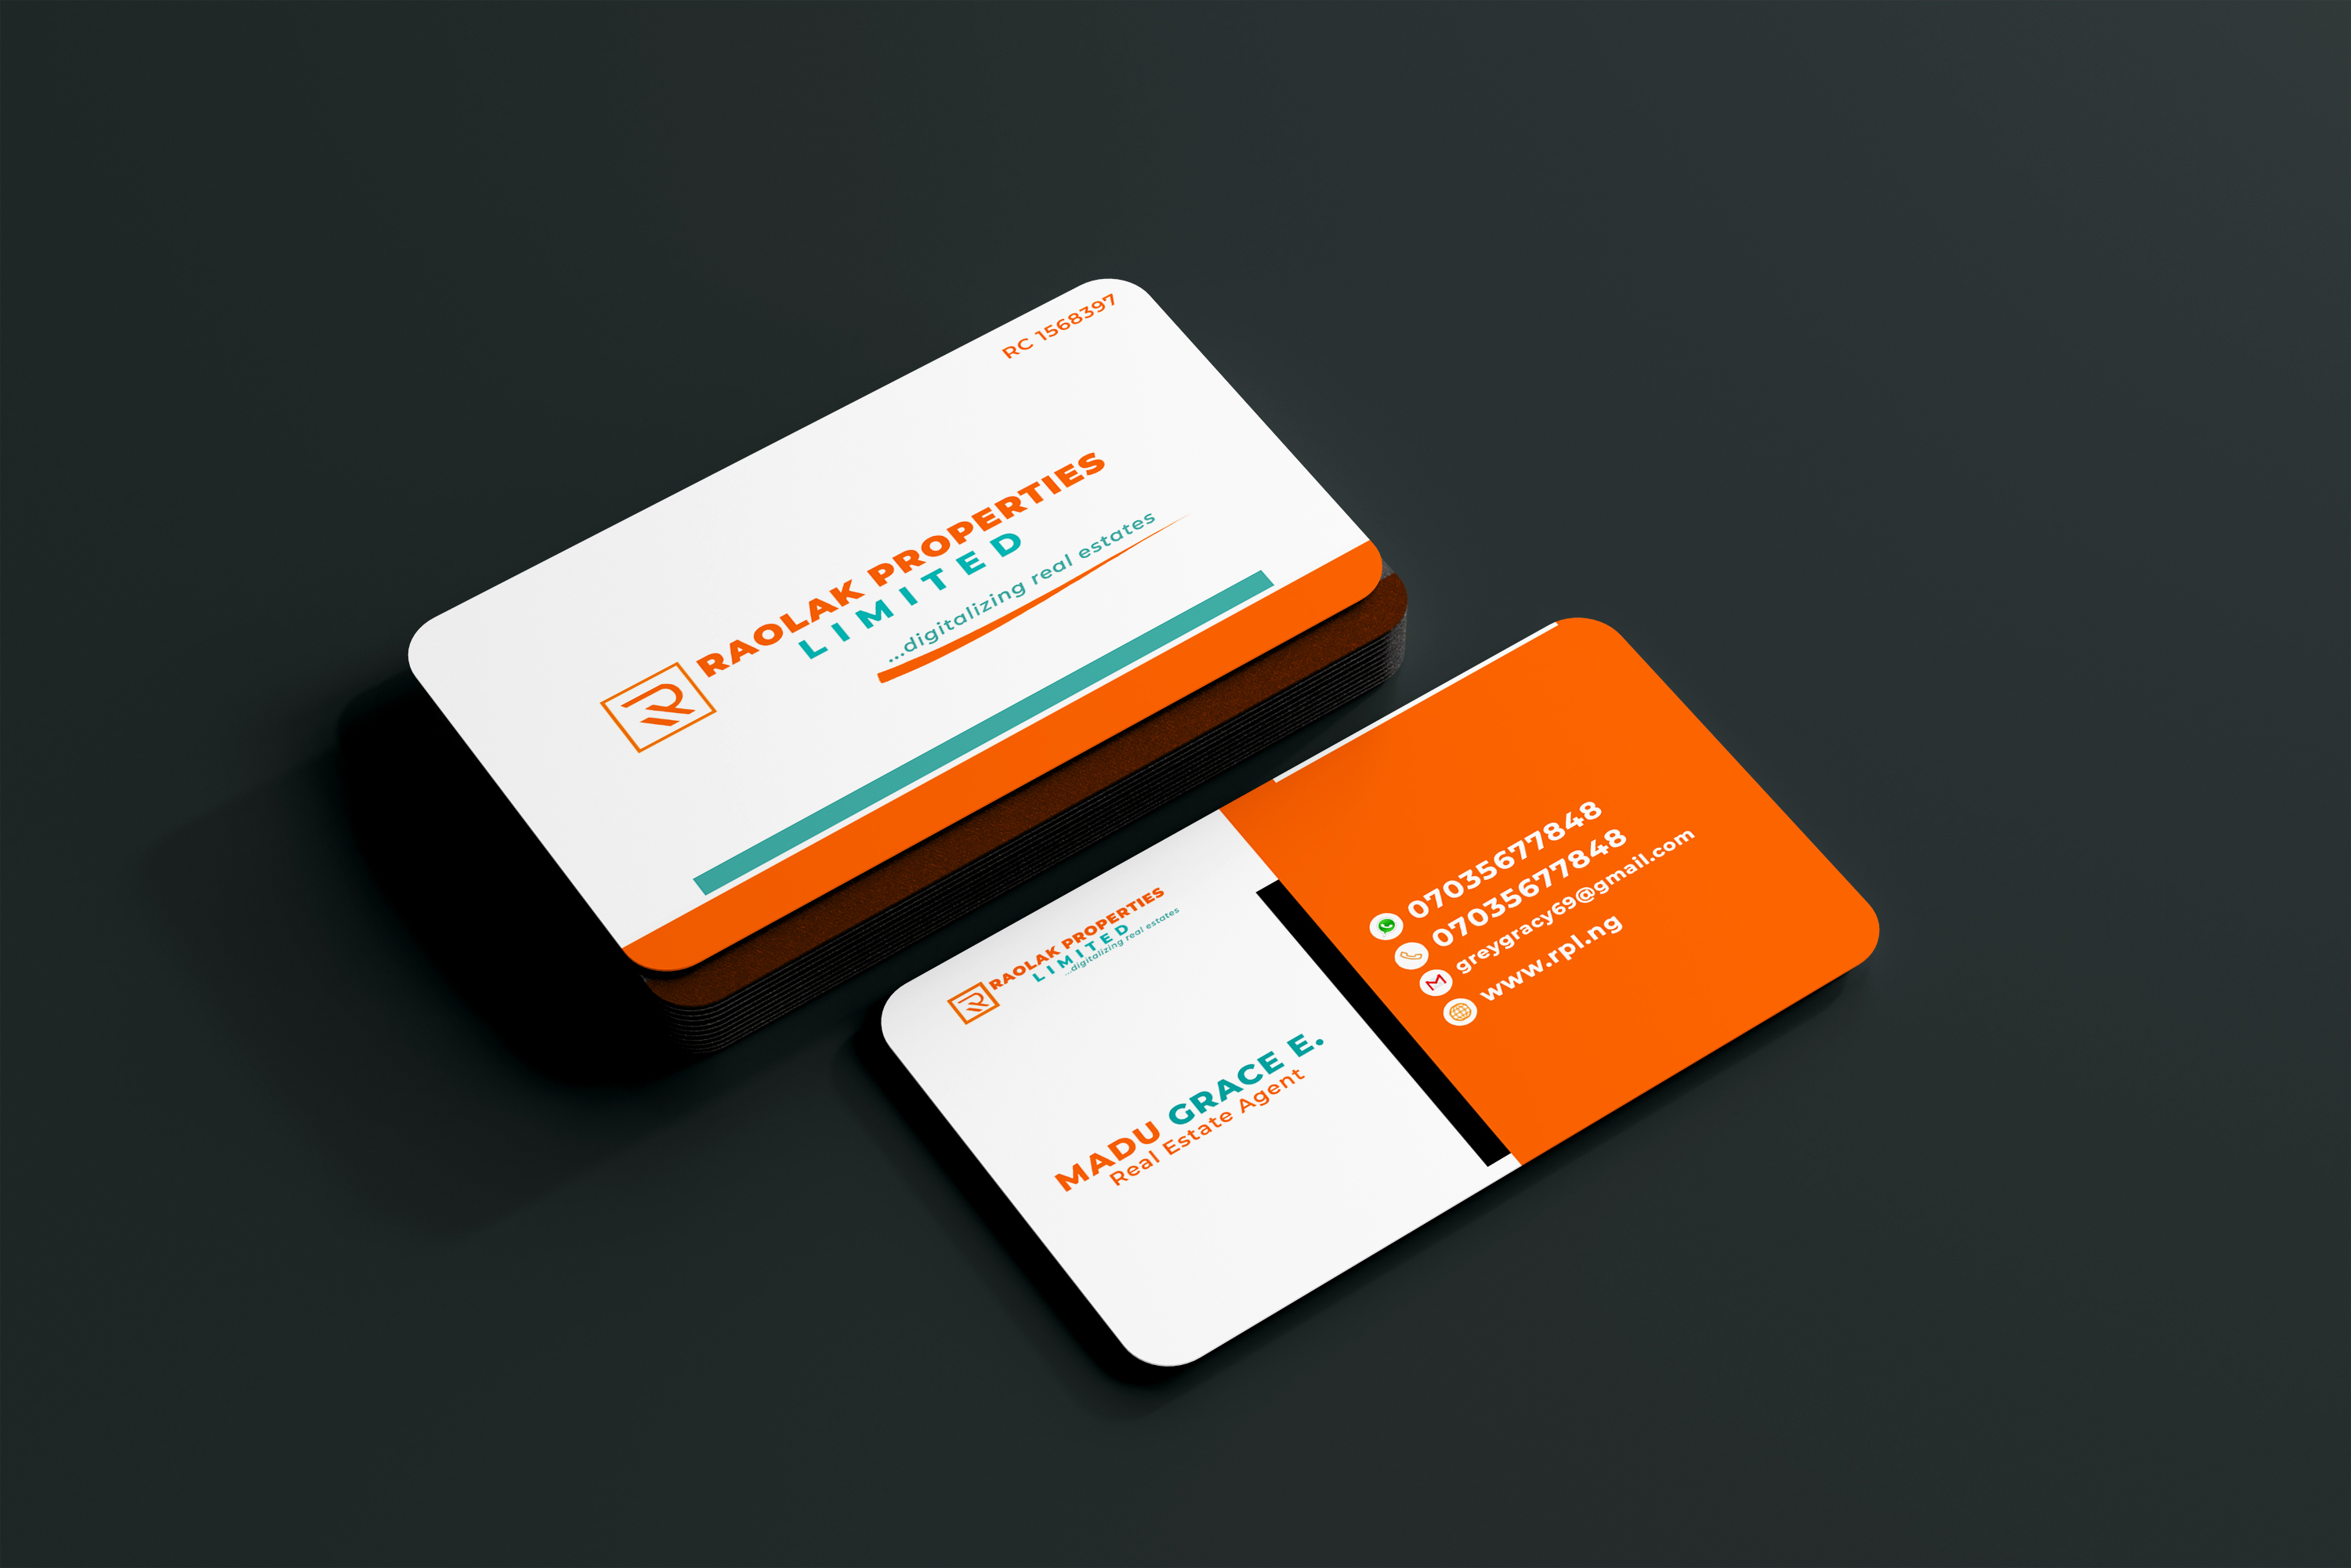 RC 1568397
RAOLAK PROPERTIES
LIMITED
...digitalizing real estates
RAOLAK PROPERTIES
LIMITED
...digitalizing real estates
MADU GRACE E.
Real Estate Agent
07035677848
07035677848
greygracy69@gmail.com
www.rpl.ng